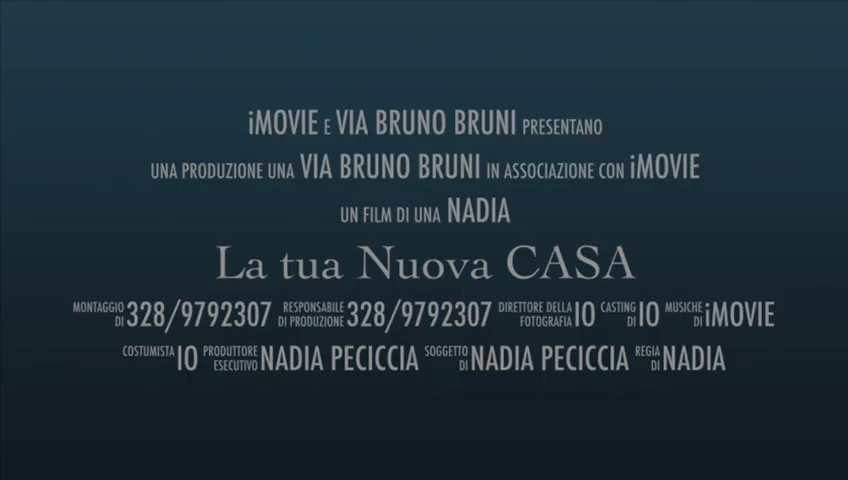 iMOVIE E VIA BRUNO BRUNI PRESENTANO
UNA PRODUZIONE UNA VIA BRUNO BRUNI IN ASSOCIAZIONE CON iMOVIE
UN FILM DI UNA NADIA
La tua Nuova CASA
MONTAGGIO DI 328/9792307 RESPONSABILE DI PRODUZIONE 328/9792307 DIRETTORE DELLA FOTOGRAFIA IO CASTING DI IO MUSICHE DI iMOVIE
COSTUMISTA IO PRODUTTORE ESECUTIVO NADIA PECICCIA SOGGETTO DI NADIA PECICCIA REGIA DI NADIA